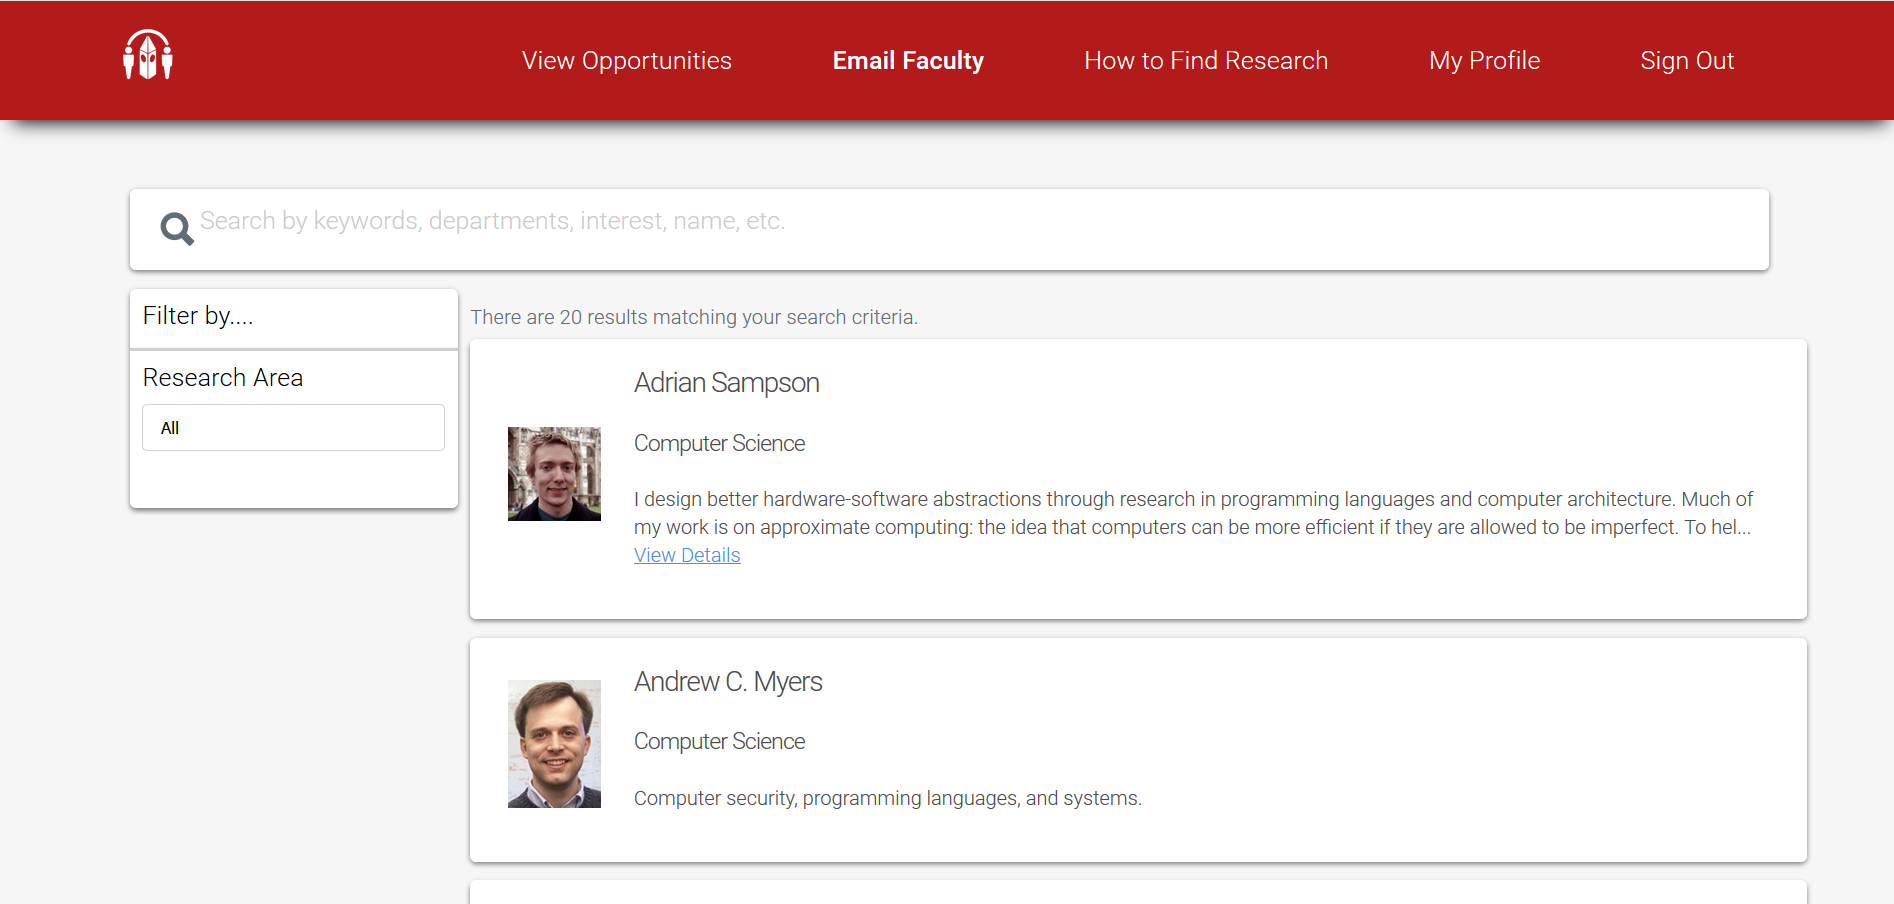 View Opportunities
Email Faculty
How to Find Research
My Profile
Sign Out
Search by keywords, departments, interest, name, etc.
Filter by....
Research Area
All
There are 20 results matching your search criteria.
Adrian Sampson
Computer Science
I design better hardware-software abstractions through research in programming languages and computer architecture. Much of
my work is on approximate computing: the idea that computers can be more efficient if they are allowed to be imperfect. To hel...
View Details
Andrew C. Myers
Computer Science
Computer security, programming languages, and systems.